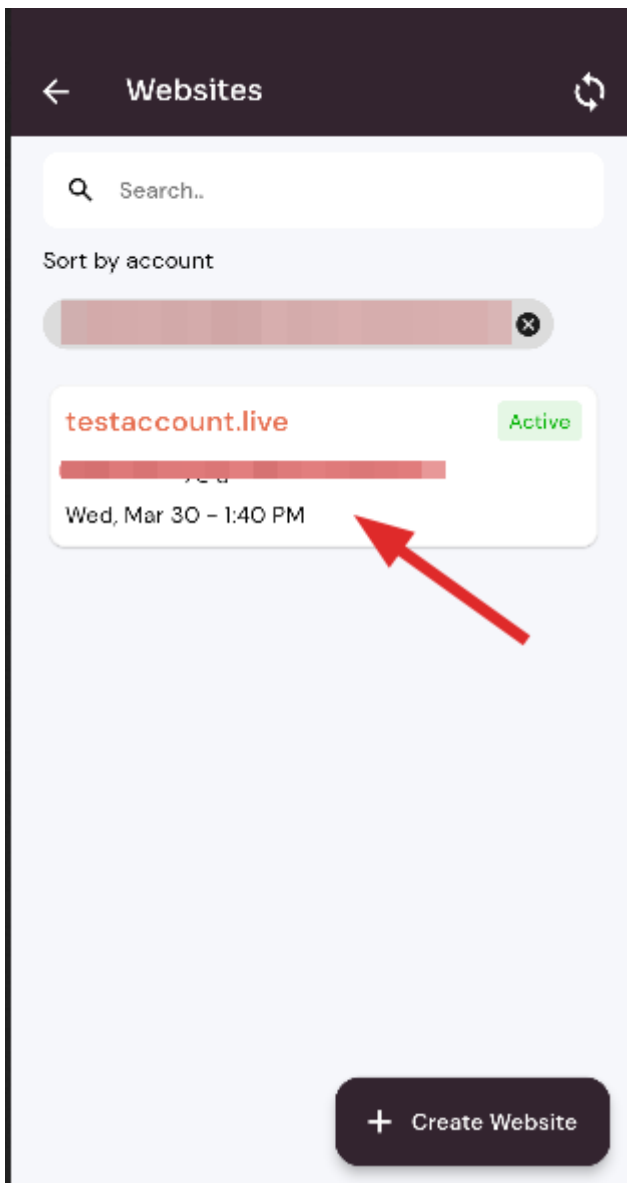 Websites
Search..
Sort by account
testaccount.live
Active
Wed, Mar 30 - 1:40 PM
+ Create Website